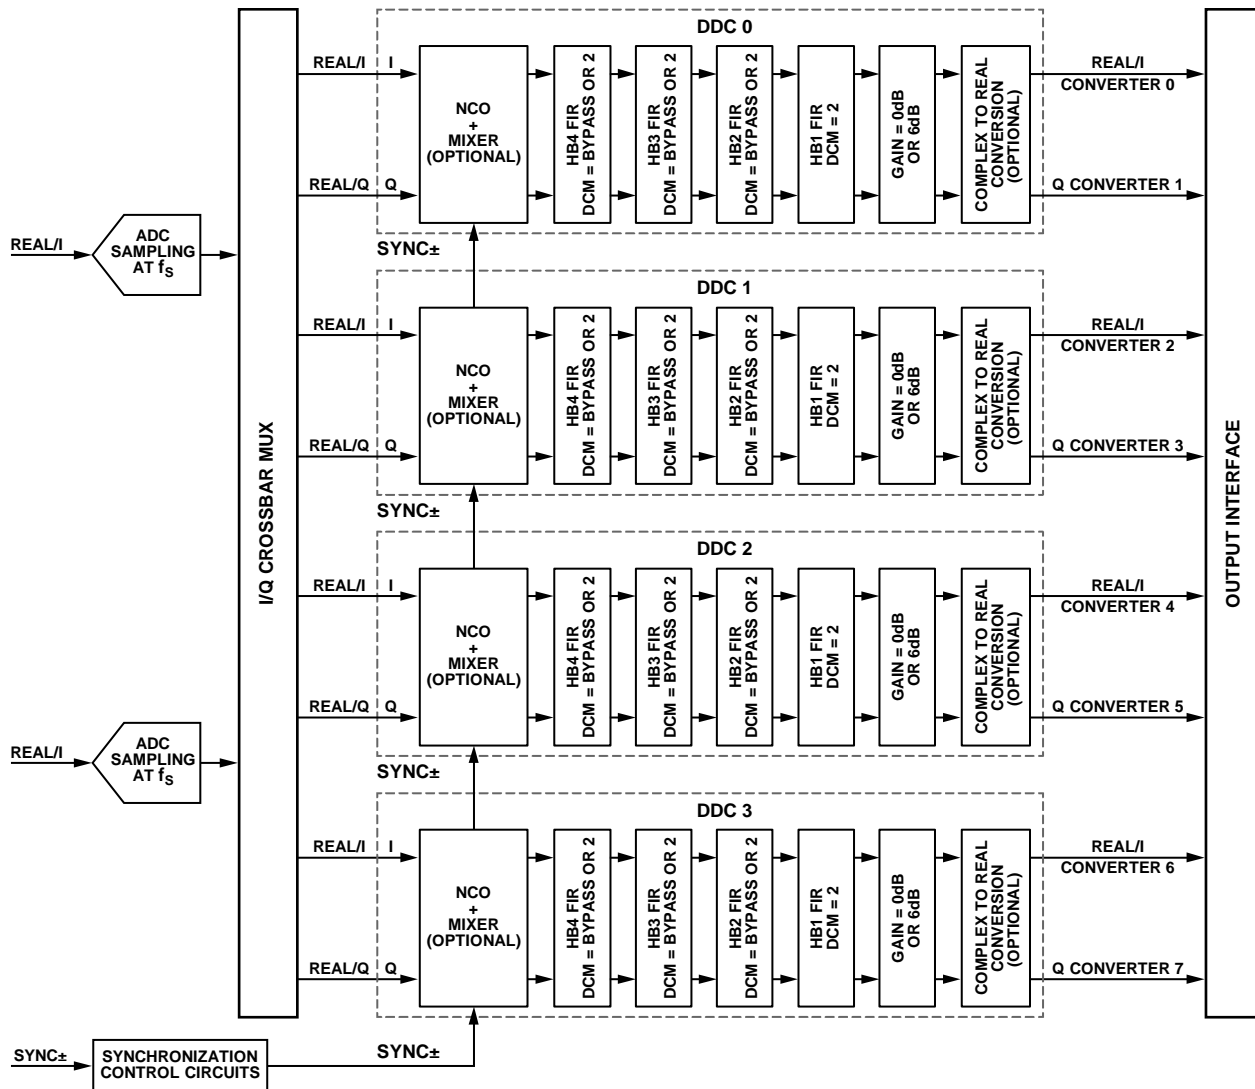 DDC 0
REAL/I I
REAL/Q Q
NCO
+
MIXER
(OPTIONAL)
HB4 FIR
DCM = BYPASS OR 2
HB3 FIR
DCM = BYPASS OR 2
HB2 FIR
DCM = BYPASS OR 2
HB1 FIR
DCM = 2
GAIN = 0dB
OR 6dB
COMPLEX TO REAL
CONVERSION
(OPTIONAL)
REAL/I
CONVERTER 0
Q CONVERTER 1
SYNC±
REAL/I
ADC
SAMPLING
AT fS
I/Q CROSSBAR MUX
OUTPUT INTERFACE
DDC 1
REAL/I I
REAL/Q Q
NCO
+
MIXER
(OPTIONAL)
HB4 FIR
DCM = BYPASS OR 2
HB3 FIR
DCM = BYPASS OR 2
HB2 FIR
DCM = BYPASS OR 2
HB1 FIR
DCM = 2
GAIN = 0dB
OR 6dB
COMPLEX TO REAL
CONVERSION
(OPTIONAL)
REAL/I
CONVERTER 2
Q CONVERTER 3
SYNC±
DDC 2
REAL/I I
REAL/Q Q
NCO
+
MIXER
(OPTIONAL)
HB4 FIR
DCM = BYPASS OR 2
HB3 FIR
DCM = BYPASS OR 2
HB2 FIR
DCM = BYPASS OR 2
HB1 FIR
DCM = 2
GAIN = 0dB
OR 6dB
COMPLEX TO REAL
CONVERSION
(OPTIONAL)
REAL/I
CONVERTER 4
Q CONVERTER 5
SYNC±
REAL/I
ADC
SAMPLING
AT fS
DDC 3
REAL/I I
REAL/Q Q
NCO
+
MIXER
(OPTIONAL)
HB4 FIR
DCM = BYPASS OR 2
HB3 FIR
DCM = BYPASS OR 2
HB2 FIR
DCM = BYPASS OR 2
HB1 FIR
DCM = 2
GAIN = 0dB
OR 6dB
COMPLEX TO REAL
CONVERSION
(OPTIONAL)
REAL/I
CONVERTER 6
Q CONVERTER 7
SYNC±
SYNCHRONIZATION
CONTROL CIRCUITS
SYNC±